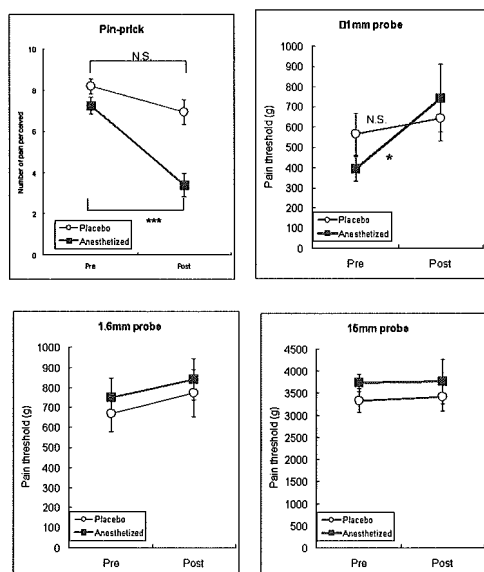 Pin-prick
Number of pain perceived
10
8
6
4
2
0
N.S.
***
Placebo
Anesthetized
Pre
Post
□1mm probe
Pain threshold (g)
1000
900
800
700
600
500
400
300
200
100
0
N.S.
*
Placebo
Anesthetized
Pre
Post
1.6mm probe
Pain threshold (g)
1000
900
800
700
600
500
400
300
200
100
0
Placebo
Anesthetized
Pre
Post
15mm probe
Pain threshold (g)
4500
4000
3500
3000
2500
2000
1500
1000
500
0
Placebo
Anesthetized
Pre
Post